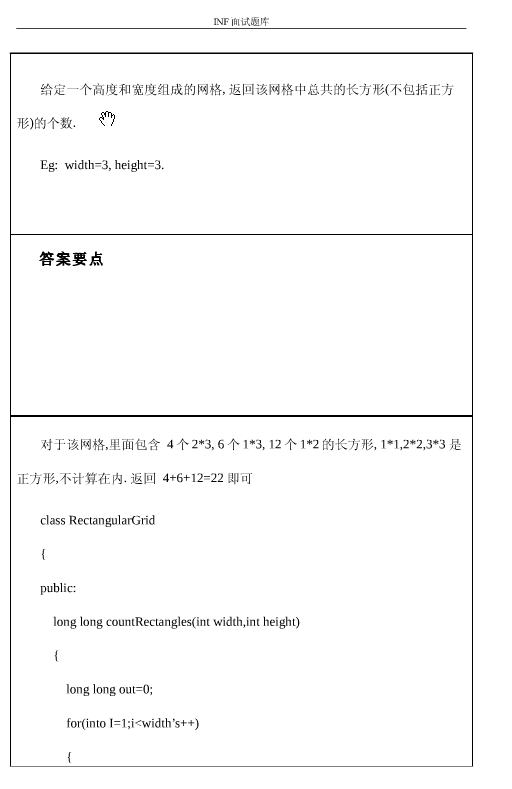 INF 面试题库
给定一个高度和宽度组成的网格, 返回该网格中总共的长方形(不包括正方
形)的个数.
Eg: width=3, height=3.
答案要点
对于该网格,里面包含 4 个 2*3, 6 个 1*3, 12 个 1*2 的长方形, 1*1,2*2,3*3 是
正方形,不计算在内. 返回 4+6+12=22 即可
class RectangularGrid
{
public:
long long countRectangles(int width,int height)
{
long long out=0;
for(into I=1;i<width’s++)
{